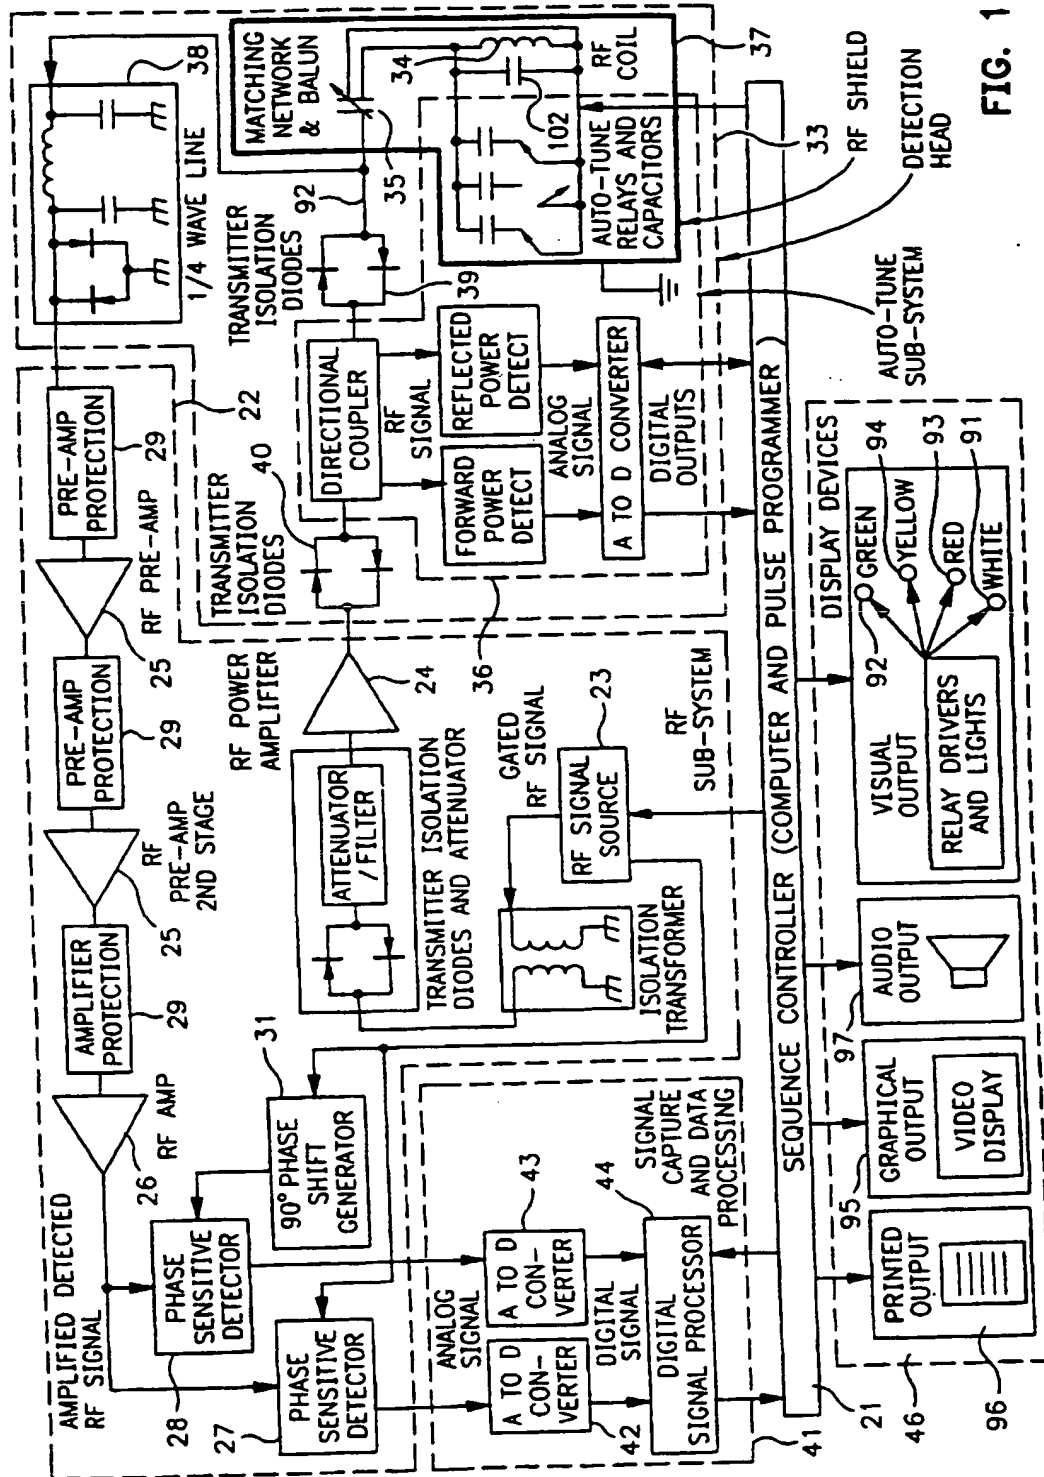 FIG. 1
38
1/4 WAVE LINE
MATCHING
NETWORK
& BALUN
34
RF
COIL
37
35
102
AUTO-TUNE
RELAYS AND
CAPACITORS
33
RF SHIELD
DETECTION
HEAD
AUTO-TUNE
SUB-SYSTEM
92
TRANSMITTER
ISOLATION
DIODES
39
DIRECTIONAL
COUPLER
RF
SIGNAL
REFLECTED
POWER
DETECT
FORWARD
POWER
DETECT
ANALOG
SIGNAL
A TO D CONVERTER
DIGITAL
OUTPUTS
40
TRANSMITTER
ISOLATION
DIODES
36
22
PRE-AMP
PROTECTION
29
RF PRE-AMP
25
PRE-AMP
PROTECTION
29
RF
PRE-AMP
2ND STAGE
25
AMPLIFIER
PROTECTION
29
RF AMP
26
AMPLIFIED DETECTED
RF SIGNAL
RF POWER
AMPLIFIER
24
ATTENUATOR
/FILTER
TRANSMITTER ISOLATION
DIODES AND ATTENUATOR
GATED
RF SIGNAL
23
RF SIGNAL
SOURCE
RF
SUB-SYSTEM
ISOLATION
TRANSFORMER
31
90° PHASE
SHIFT
GENERATOR
PHASE
SENSITIVE
DETECTOR
28
PHASE
SENSITIVE
DETECTOR
27
ANALOG
SIGNAL
A TO D
CON-
VERTER
43
A TO D
CON-
VERTER
42
DIGITAL
SIGNAL
44
DIGITAL
SIGNAL PROCESSOR
SIGNAL
CAPTURE
AND DATA
PROCESSING
41
SEQUENCE CONTROLLER (COMPUTER AND PULSE PROGRAMMER)
21
DISPLAY DEVICES
46
PRINTED
OUTPUT
96
95
GRAPHICAL
OUTPUT
VIDEO
DISPLAY
97
AUDIO
OUTPUT
VISUAL
OUTPUT
RELAY DRIVERS
AND LIGHTS
92
GREEN
94
YELLOW
93
RED
91
WHITE